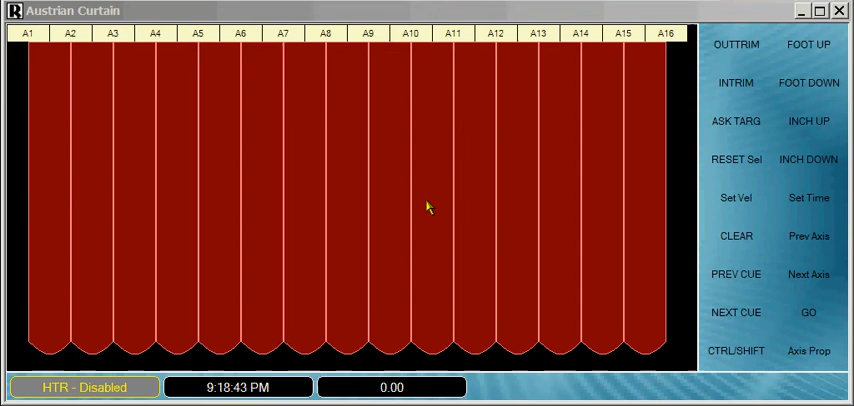 Austrian Curtain
A1 A2 A3 A4 A5 A6 A7 A8 A9 A10 A11 A12 A13 A14 A15 A16
OUTTRIM FOOT UP
INTRIM FOOT DOWN
ASK TARG INCH UP
RESET Sel INCH DOWN
Set Vel Set Time
CLEAR Prev Axis
PREV CUE Next Axis
NEXT CUE GO
CTRL/SHIFT Axis Prop
HTR - Disabled 9:18:43 PM 0.00